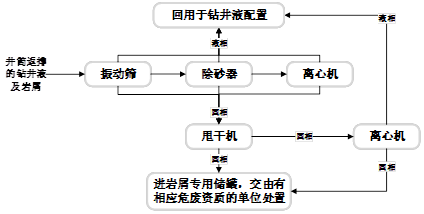 回用于钻井液配置
液相
液相
井筒返排
的钻井液
及岩屑
振动筛
除砂器
离心机
固相
甩干机
固相
离心机
固相
固相
进岩屑专用储罐，交由有
相应危废资质的单位处置